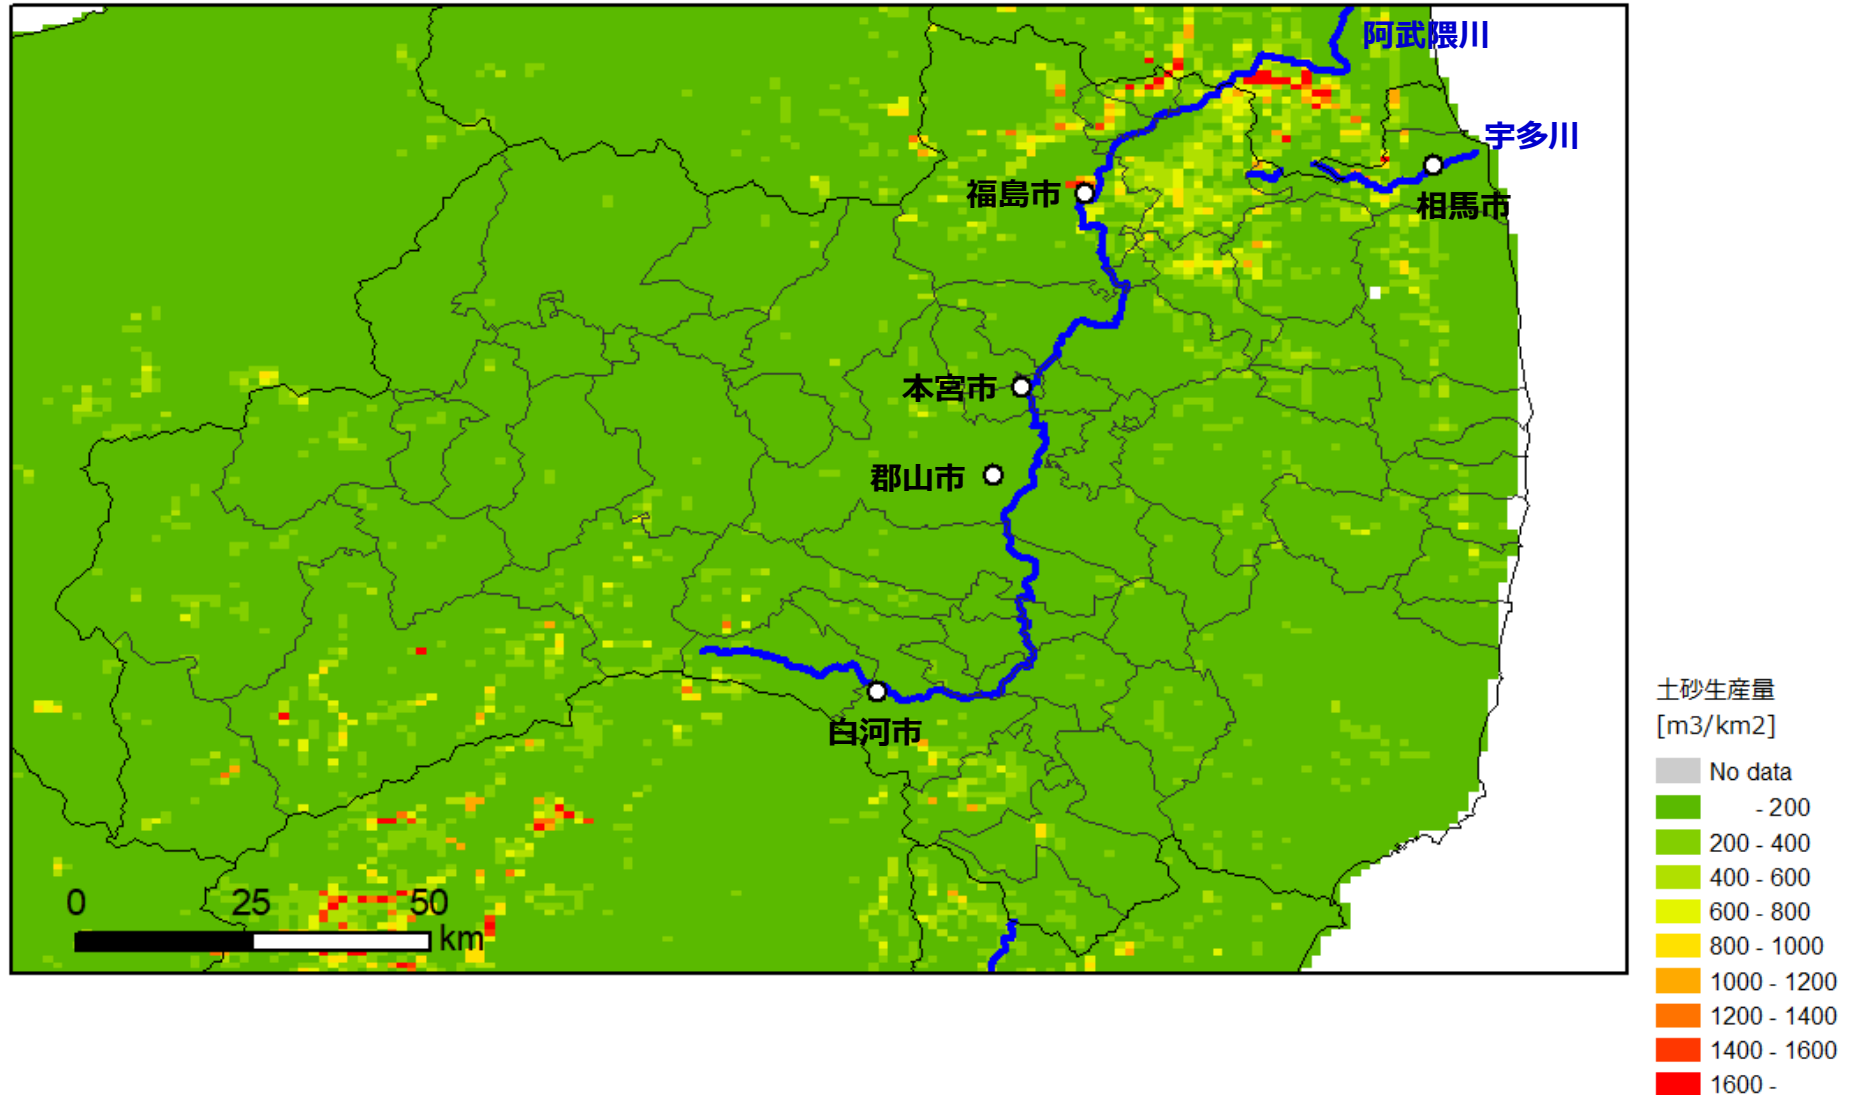 阿武隈川
宇多川
福島市
相馬市
本宮市
郡山市
白河市
0 25 50
km
土砂生産量
[m3/km2]
No data
- 200
200 - 400
400 - 600
600 - 800
800 - 1000
1000 - 1200
1200 - 1400
1400 - 1600
1600 -